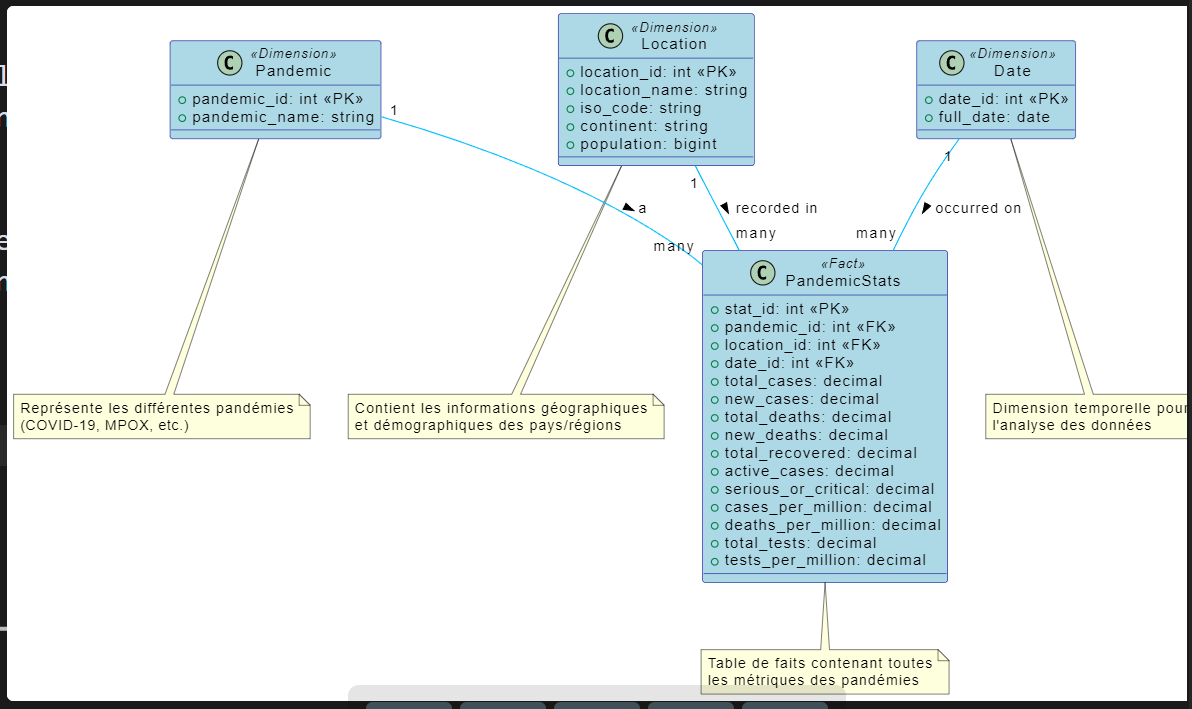 «Dimension»
C Pandemic
pandemic_id: int «PK»
pandemic_name: string
«Dimension»
C Location
location_id: int «PK»
location_name: string
iso_code: string
continent: string
population: bigint
«Dimension»
C Date
date_id: int «PK»
full_date: date
1
1
1
a
recorded in
occurred on
many
many
many
«Fact»
C PandemicStats
stat_id: int «PK»
pandemic_id: int «FK»
location_id: int «FK»
date_id: int «FK»
total_cases: decimal
new_cases: decimal
total_deaths: decimal
new_deaths: decimal
total_recovered: decimal
active_cases: decimal
serious_or_critical: decimal
cases_per_million: decimal
deaths_per_million: decimal
total_tests: decimal
tests_per_million: decimal
Représente les différentes pandémies
(COVID-19, MPOX, etc.)
Contient les informations géographiques
et démographiques des pays/régions
Dimension temporelle pour
l'analyse des données
Table de faits contenant toutes
les métriques des pandémies